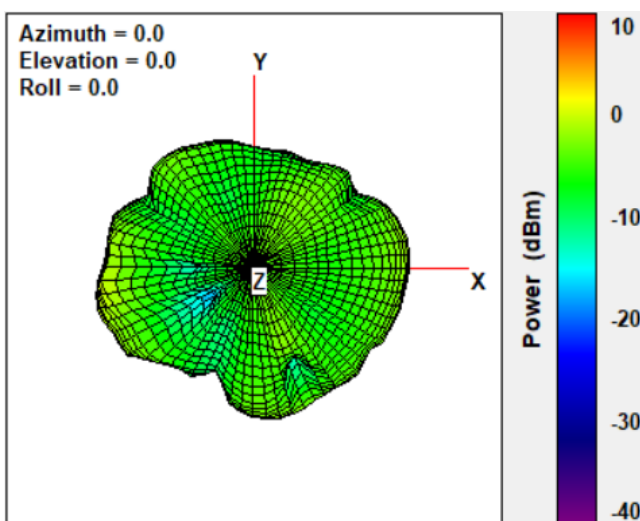 Azimuth = 0.0
Elevation = 0.0
Roll = 0.0
Y
X
Z
Power (dBm)
10
0
-10
-20
-30
-40